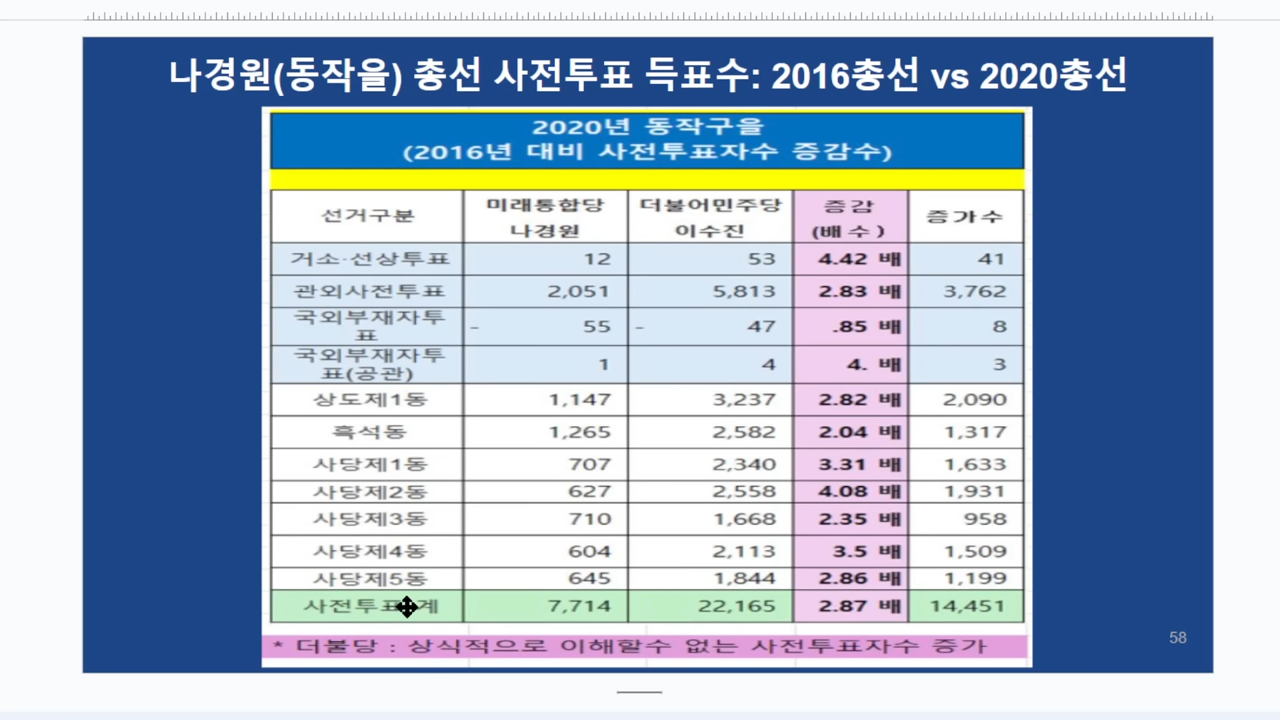 나경원(동작을) 총선 사전투표 득표수: 2016총선 vs 2020총선
2020년 동작구을
(2016년 대비 사전투표자수 증감수)
선거구분 미래통합당 나경원 더불어민주당 이수진 증감 (배수) 증가수
거소·선상투표 12 53 4.42 배 41
관외사전투표 2,051 5,813 2.83 배 3,762
국외부재자투표 - 55 - 47 .85 배 8
국외부재자투표(공관) 1 4 4. 배 3
상도제1동 1,147 3,237 2.82 배 2,090
흑석동 1,265 2,582 2.04 배 1,317
사당제1동 707 2,340 3.31 배 1,633
사당제2동 627 2,558 4.08 배 1,931
사당제3동 710 1,668 2.35 배 958
사당제4동 604 2,113 3.5 배 1,509
사당제5동 645 1,844 2.86 배 1,199
사전투표 계 7,714 22,165 2.87 배 14,451
* 더불당 : 상식적으로 이해할수 없는 사전투표자수 증가
58